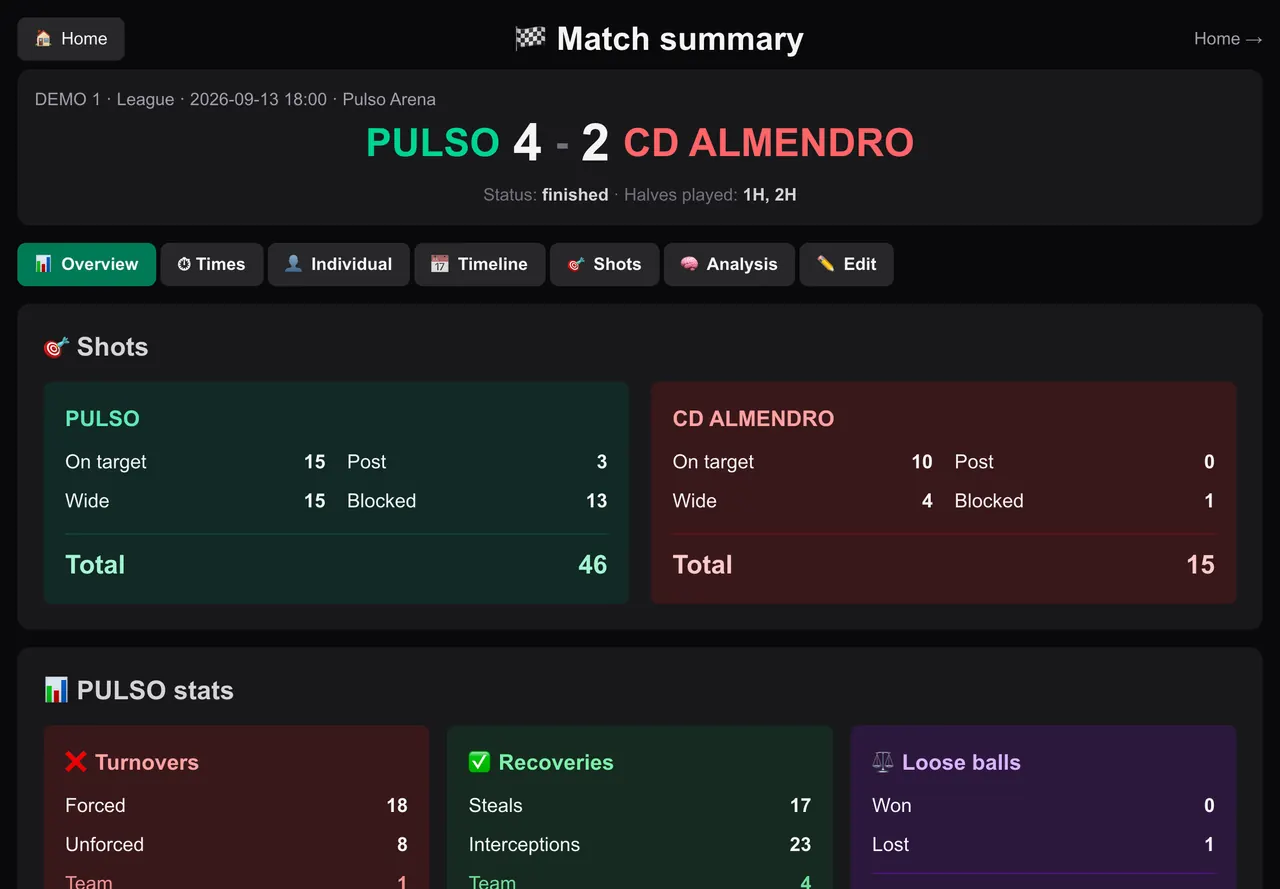 Home
Match summary
Home →
DEMO 1 · League · 2026-09-13 18:00 · Pulso Arena
PULSO 4 - 2 CD ALMENDRO
Status: finished · Halves played: 1H, 2H
Overview
Times
Individual
Timeline
Shots
Analysis
Edit
Shots
PULSO
On target 15 Post 3
Wide 15 Blocked 13
Total 46
CD ALMENDRO
On target 10 Post 0
Wide 4 Blocked 1
Total 15
PULSO stats
Turnovers
Forced 18
Unforced 8
Team 1
Recoveries
Steals 17
Interceptions 23
Team 4
Loose balls
Won 0
Lost 1